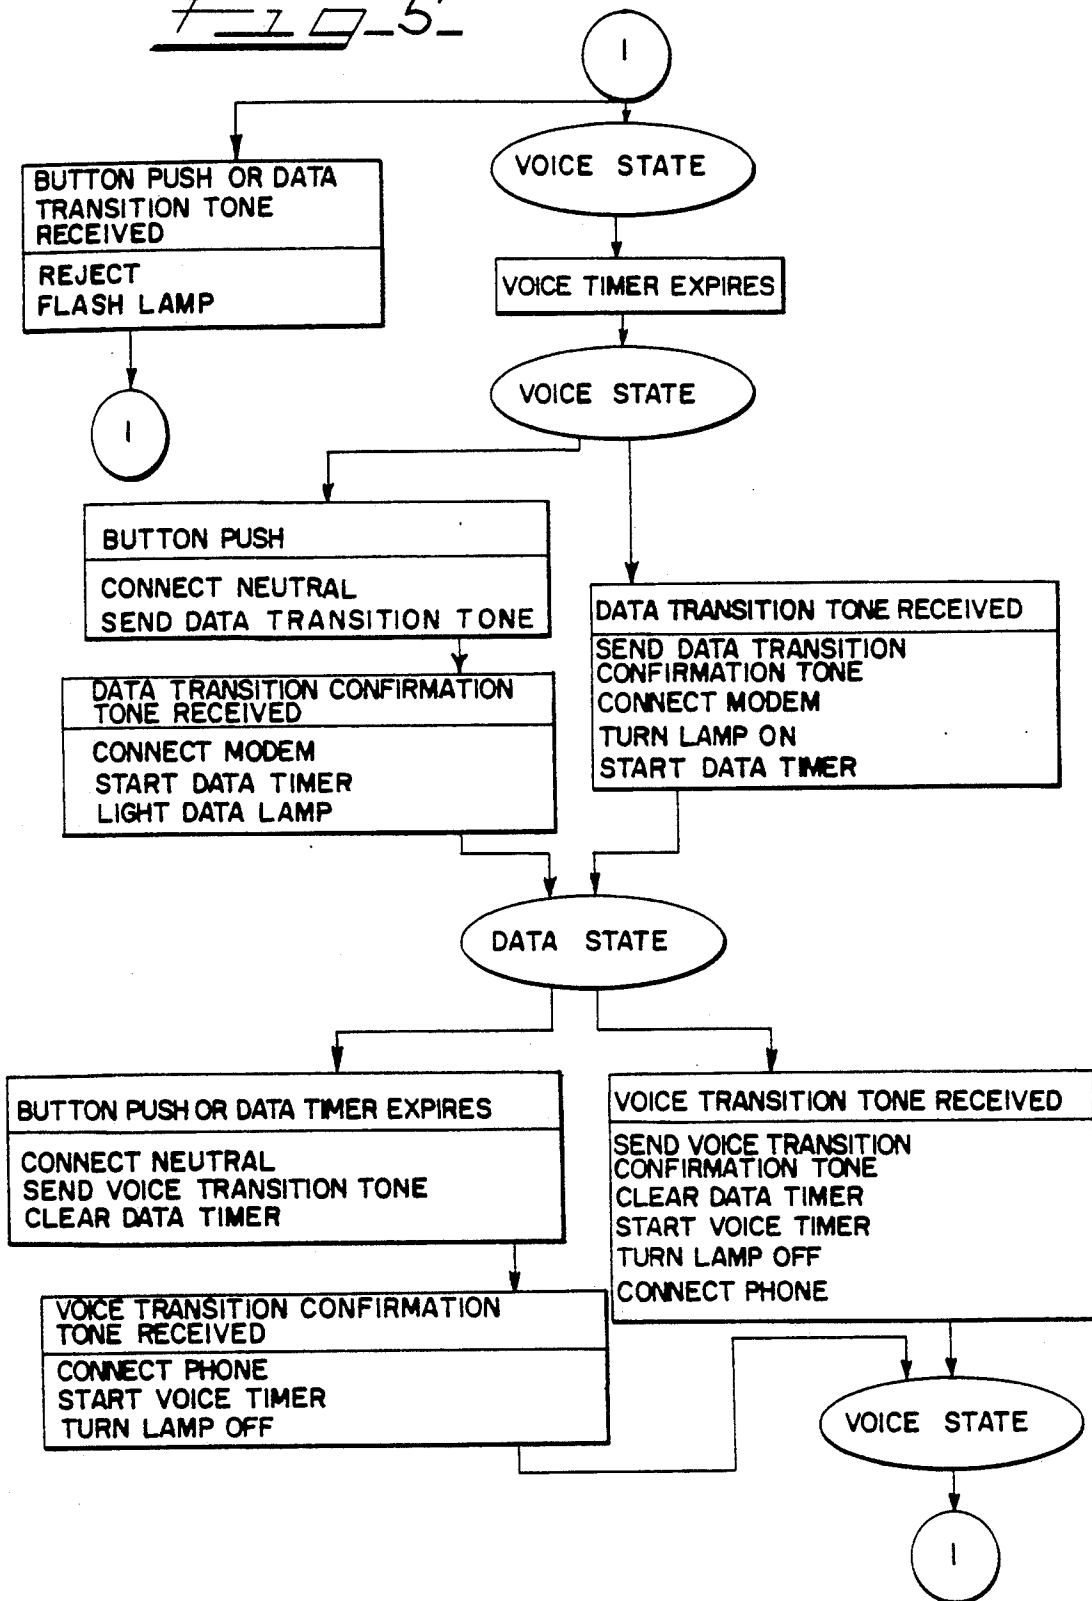 Fig_5_
1
VOICE STATE
BUTTON PUSH OR DATA
TRANSITION TONE
RECEIVED
REJECT
FLASH LAMP
VOICE TIMER EXPIRES
1
VOICE STATE
BUTTON PUSH
CONNECT NEUTRAL
SEND DATA TRANSITION TONE
DATA TRANSITION TONE RECEIVED
SEND DATA TRANSITION
CONFIRMATION TONE
CONNECT MODEM
TURN LAMP ON
START DATA TIMER
DATA TRANSITION CONFIRMATION
TONE RECEIVED
CONNECT MODEM
START DATA TIMER
LIGHT DATA LAMP
DATA STATE
BUTTON PUSH OR DATA TIMER EXPIRES
CONNECT NEUTRAL
SEND VOICE TRANSITION TONE
CLEAR DATA TIMER
VOICE TRANSITION TONE RECEIVED
SEND VOICE TRANSITION
CONFIRMATION TONE
CLEAR DATA TIMER
START VOICE TIMER
TURN LAMP OFF
CONNECT PHONE
VOICE TRANSITION CONFIRMATION
TONE RECEIVED
CONNECT PHONE
START VOICE TIMER
TURN LAMP OFF
VOICE STATE
1